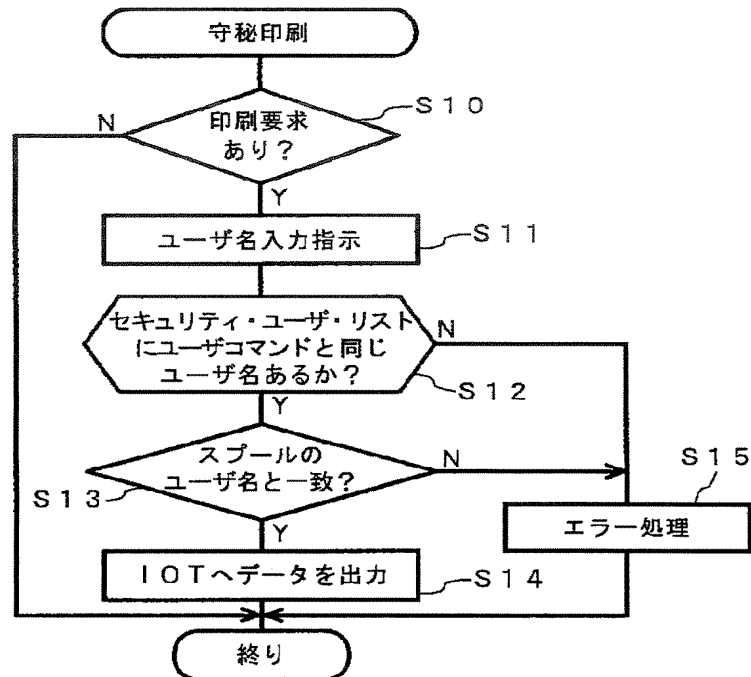 守秘印刷
S10
印刷要求
あり?
N
Y
ユーザ名入力指示
S11
セキュリティ・ユーザ・リスト
にユーザコマンドと同じ
ユーザ名あるか?
N
S12
Y
スプールの
ユーザ名と一致?
N
S13
Y
S15
エラー処理
IOTへデータを出力
S14
終り